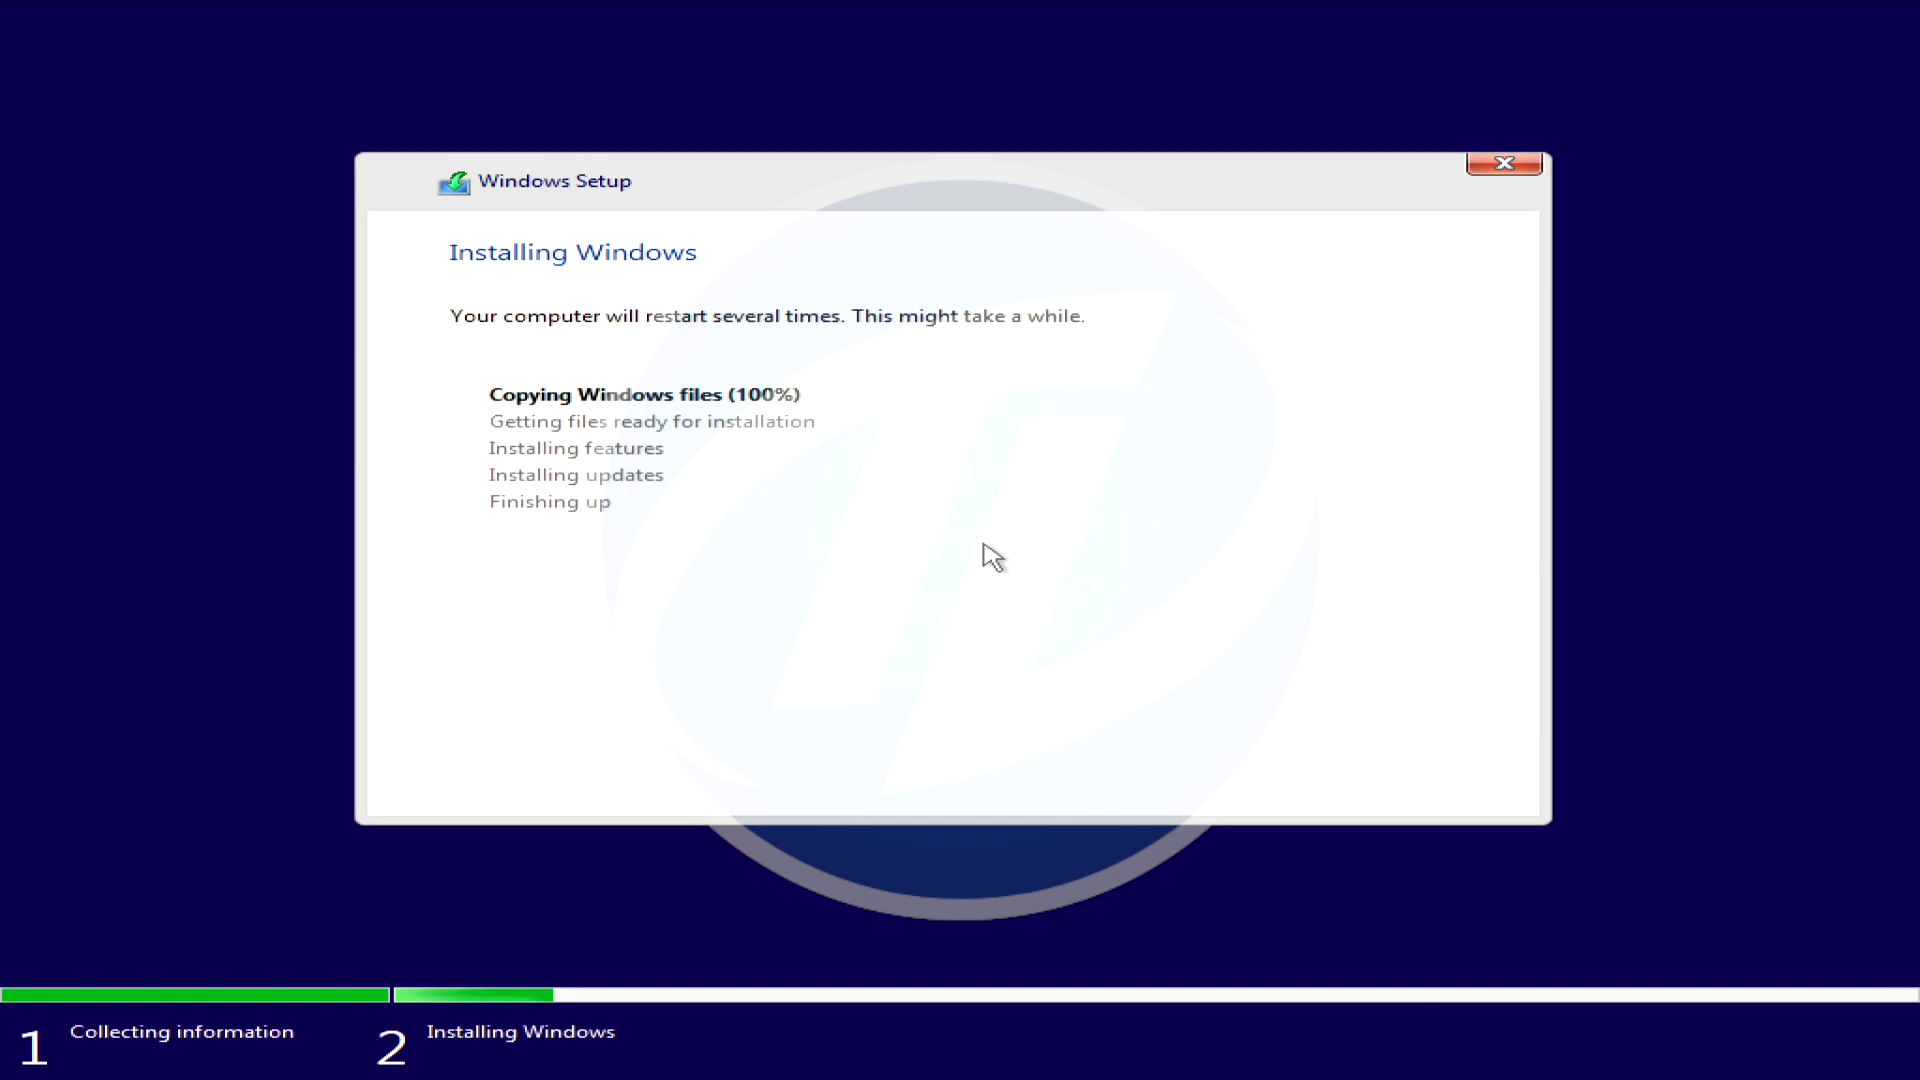 Windows Setup
Installing Windows
Your computer will restart several times. This might take a while.
Copying Windows files (100%)
Getting files ready for installation
Installing features
Installing updates
Finishing up
1 Collecting information
2 Installing Windows